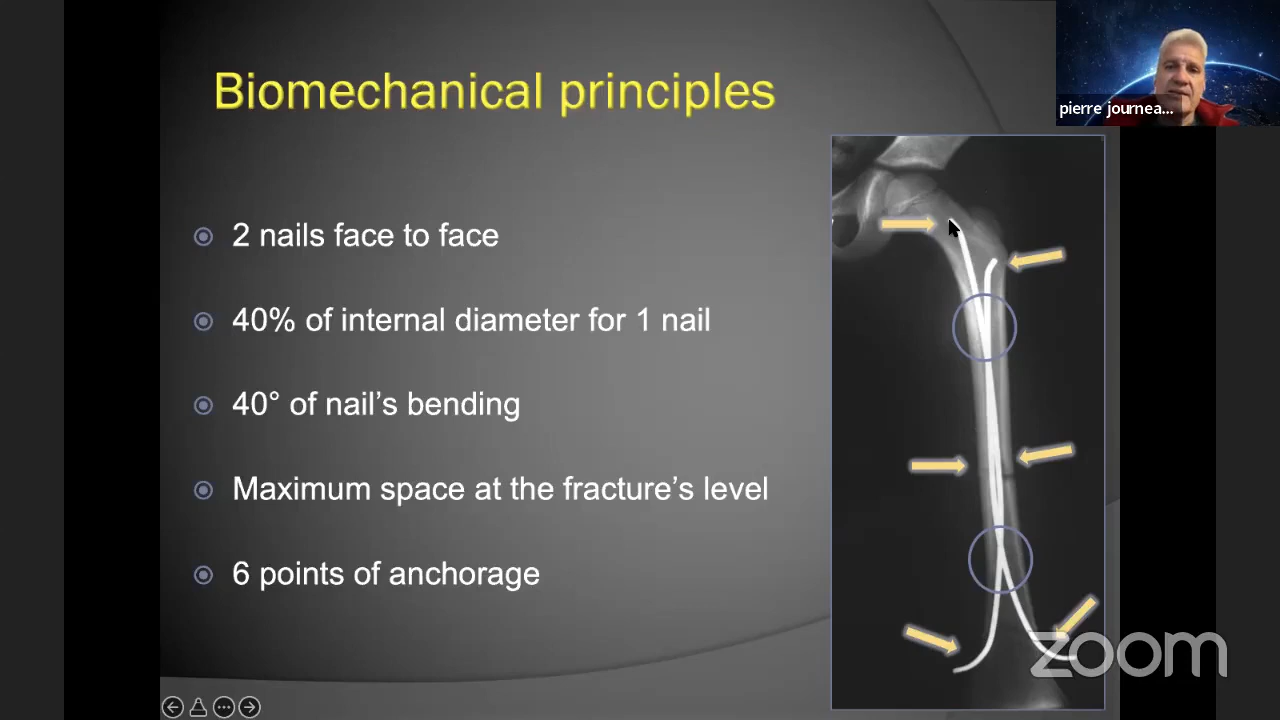 Biomechanical principles
pierre journea...
2 nails face to face
40% of internal diameter for 1 nail
40° of nail's bending
Maximum space at the fracture's level
6 points of anchorage
zoom